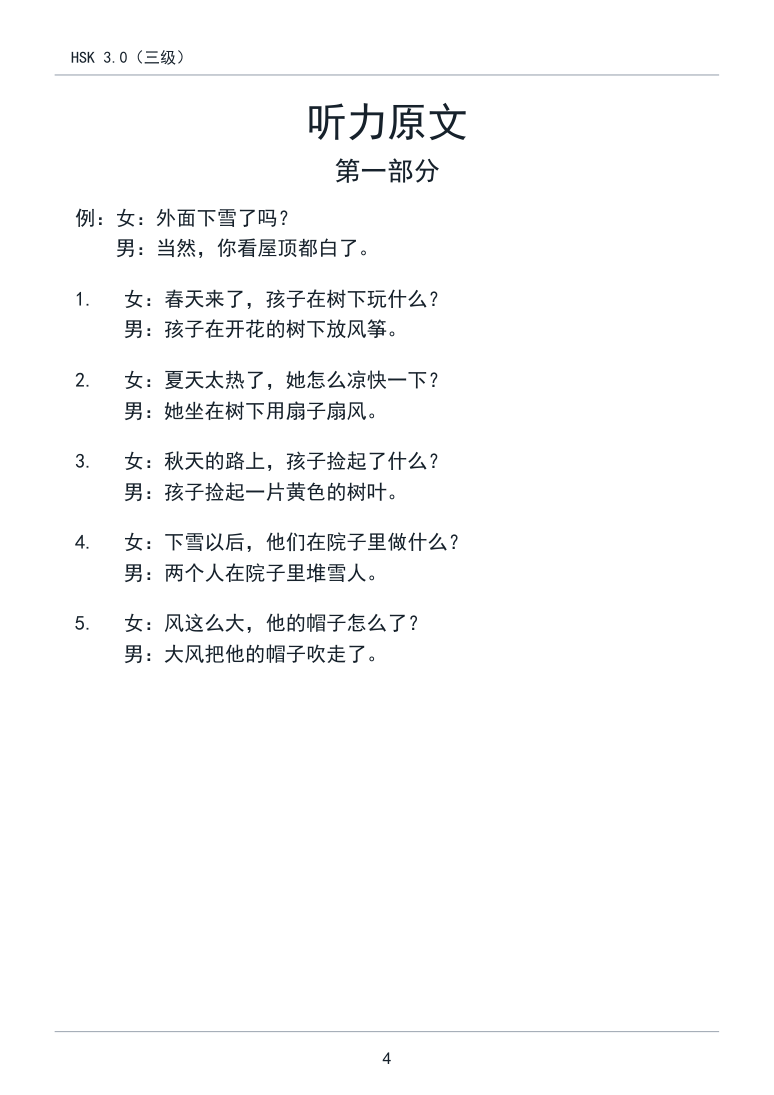 HSK 3.0（三级）
听力原文
第一部分
例：女：外面下雪了吗？
男：当然，你看屋顶都白了。
1. 女：春天来了，孩子在树下玩什么？
男：孩子在开花的树下放风筝。
2. 女：夏天太热了，她怎么凉快一下？
男：她坐在树下用扇子扇风。
3. 女：秋天的路上，孩子捡起了什么？
男：孩子捡起一片黄色的树叶。
4. 女：下雪以后，他们在院子里做什么？
男：两个人在院子里堆雪人。
5. 女：风这么大，他的帽子怎么了？
男：大风把他的帽子吹走了。
4